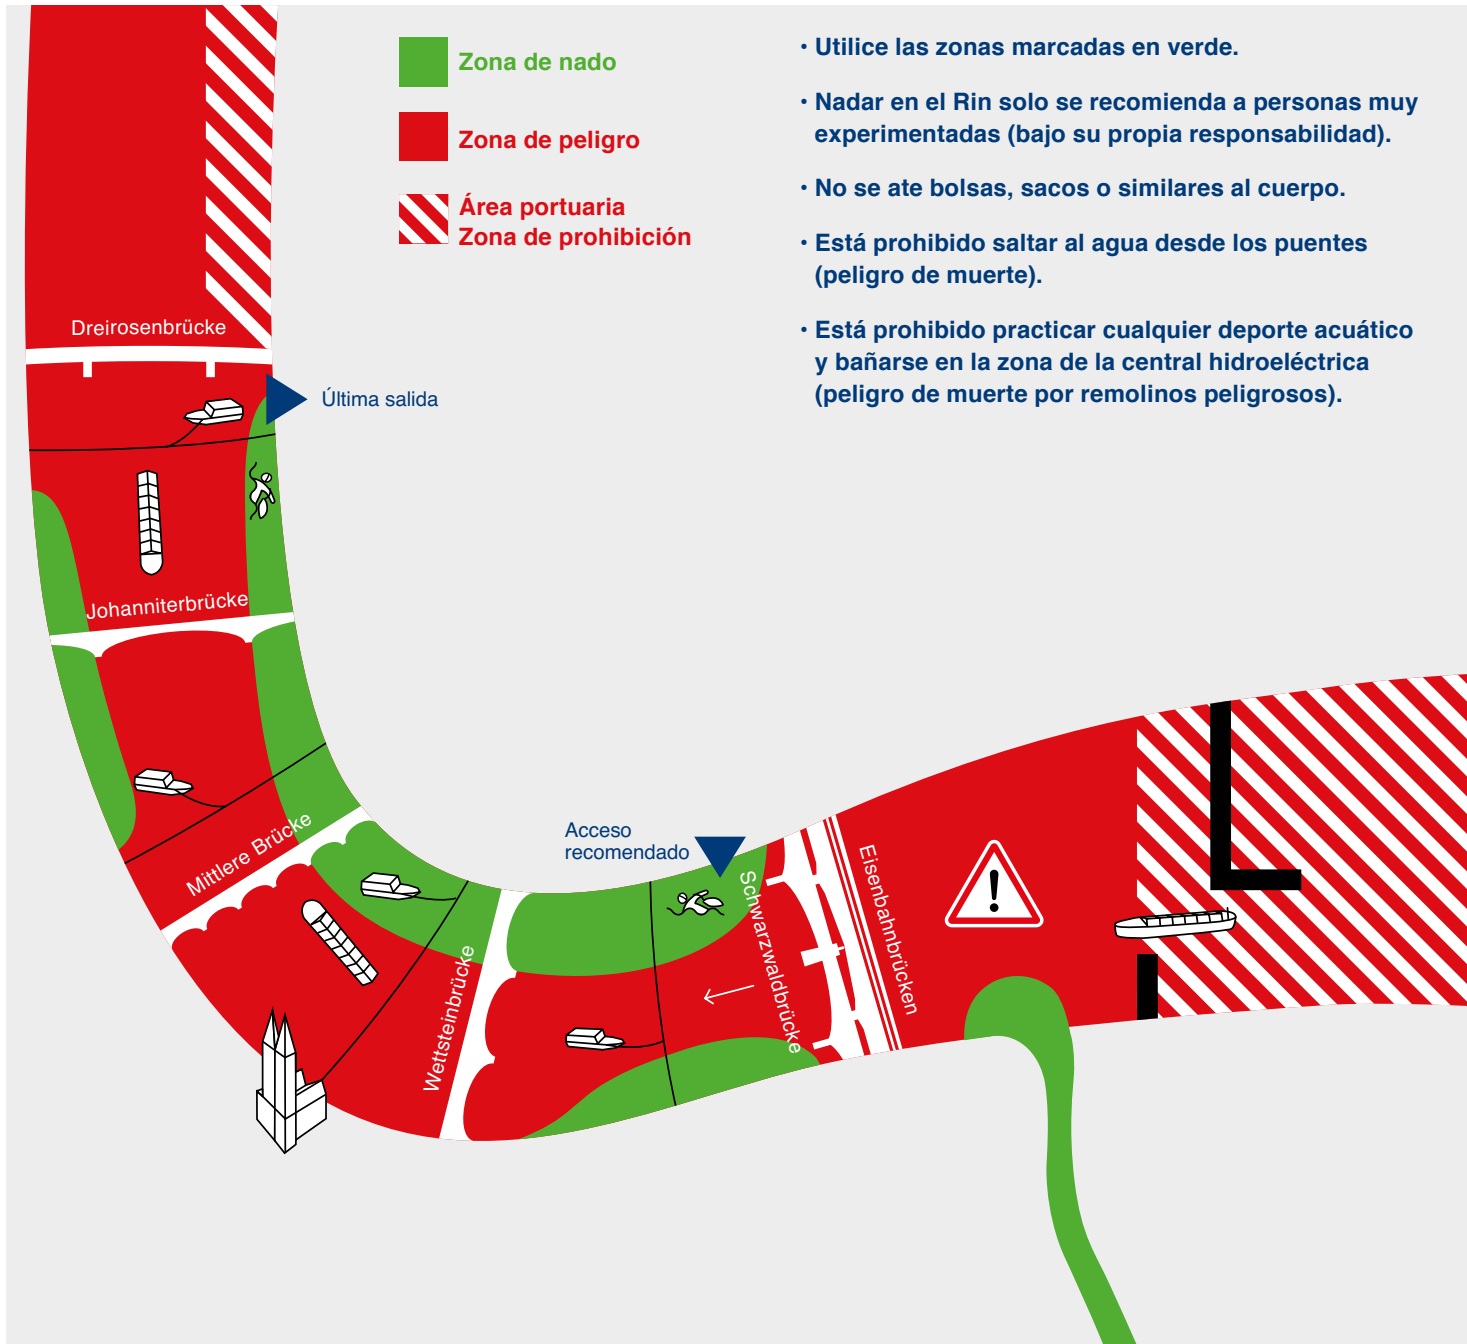 Zona de nado
Zona de peligro
Área portuaria
Zona de prohibición
• Utilice las zonas marcadas en verde.
• Nadar en el Rin solo se recomienda a personas muy
experimentadas (bajo su propia responsabilidad).
• No se ate bolsas, sacos o similares al cuerpo.
• Está prohibido saltar al agua desde los puentes
(peligro de muerte).
• Está prohibido practicar cualquier deporte acuático
y bañarse en la zona de la central hidroeléctrica
(peligro de muerte por remolinos peligrosos).
Dreirosenbrücke
Última salida
Johanniterbrücke
Mittlere Brücke
Acceso
recomendado
Wettsteinbrücke
Schwarzwaldbrücke
Eisenbahnbrücken
!